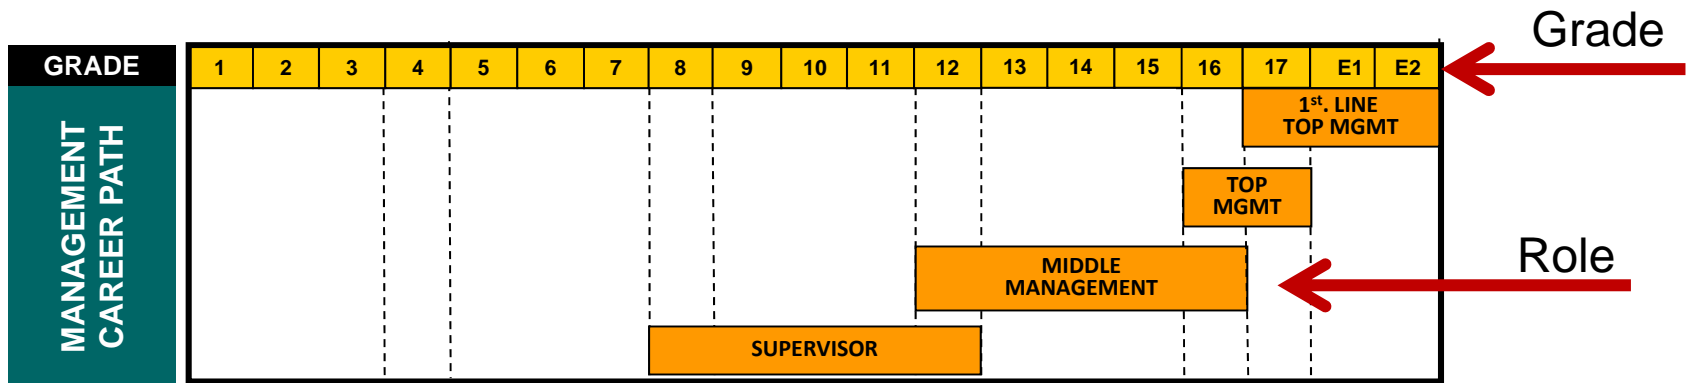 Grade
GRADE 1 2 3 4 5 6 7 8 9 10 11 12 13 14 15 16 17 E1 E2
1st. LINE
TOP MGMT
MANAGEMENT
CAREER PATH
TOP
MGMT
Role
MIDDLE
MANAGEMENT
SUPERVISOR